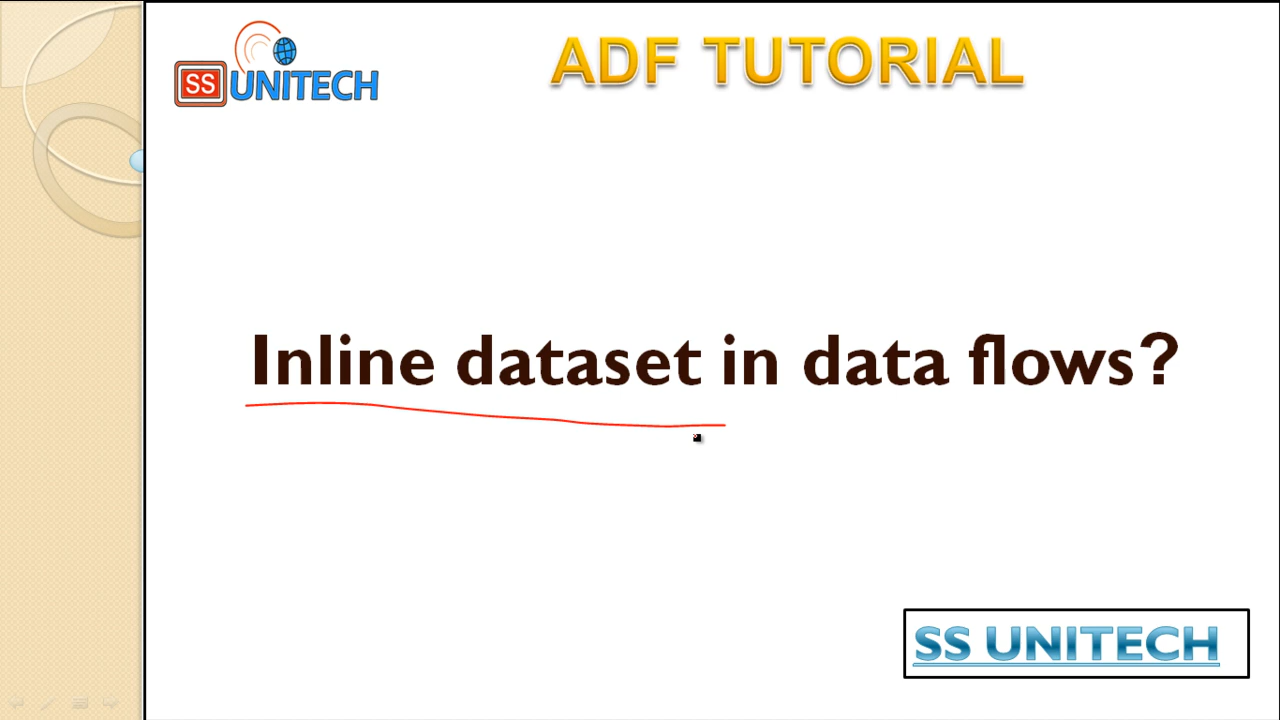 SS UNITECH
ADF TUTORIAL
Inline dataset in data flows?
SS UNITECH